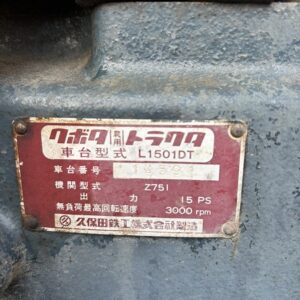 クボタ農用トラクタ
車台型式 L1501DT
車台番号
機関型式 Z751
出力 15 PS
無負荷最高回転速度 3000 rpm
久保田鉄工株式会社製造